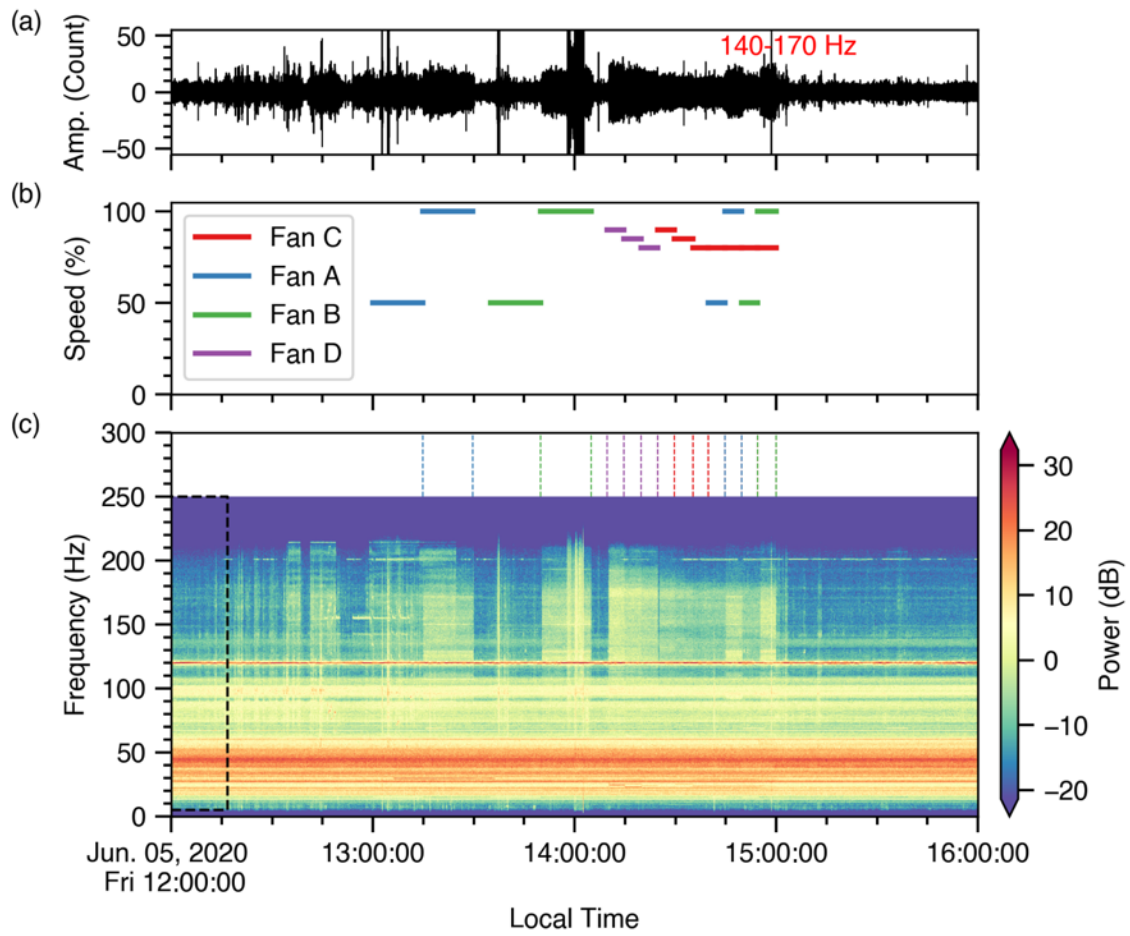 (a)
50
0
−50
Amp. (Count)
140-170 Hz
(b)
100
50
0
Speed (%)
Fan C
Fan A
Fan B
Fan D
(c)
300
250
200
150
100
50
0
Frequency (Hz)
30
20
10
0
−10
−20
Power (dB)
Jun. 05, 2020
Fri 12:00:00
13:00:00
14:00:00
15:00:00
16:00:00
Local Time